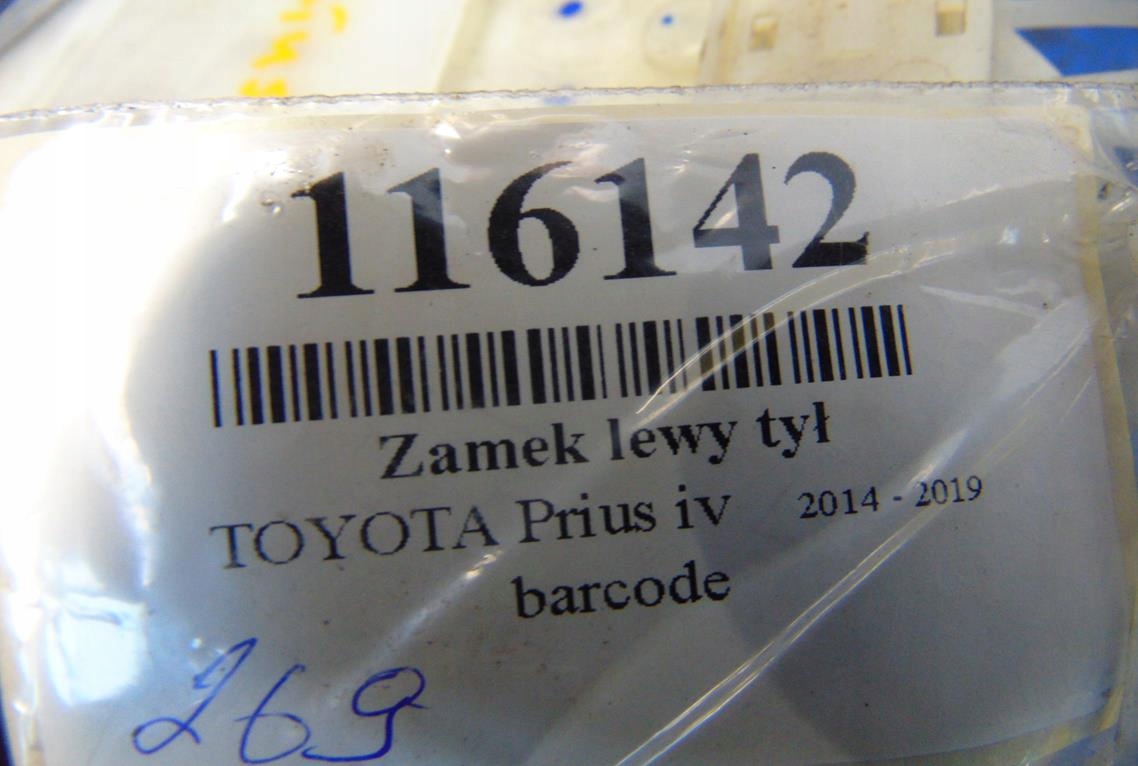 116142
Zamek lewy tył
TOYOTA Prius iv 2014 - 2019
barcode
269